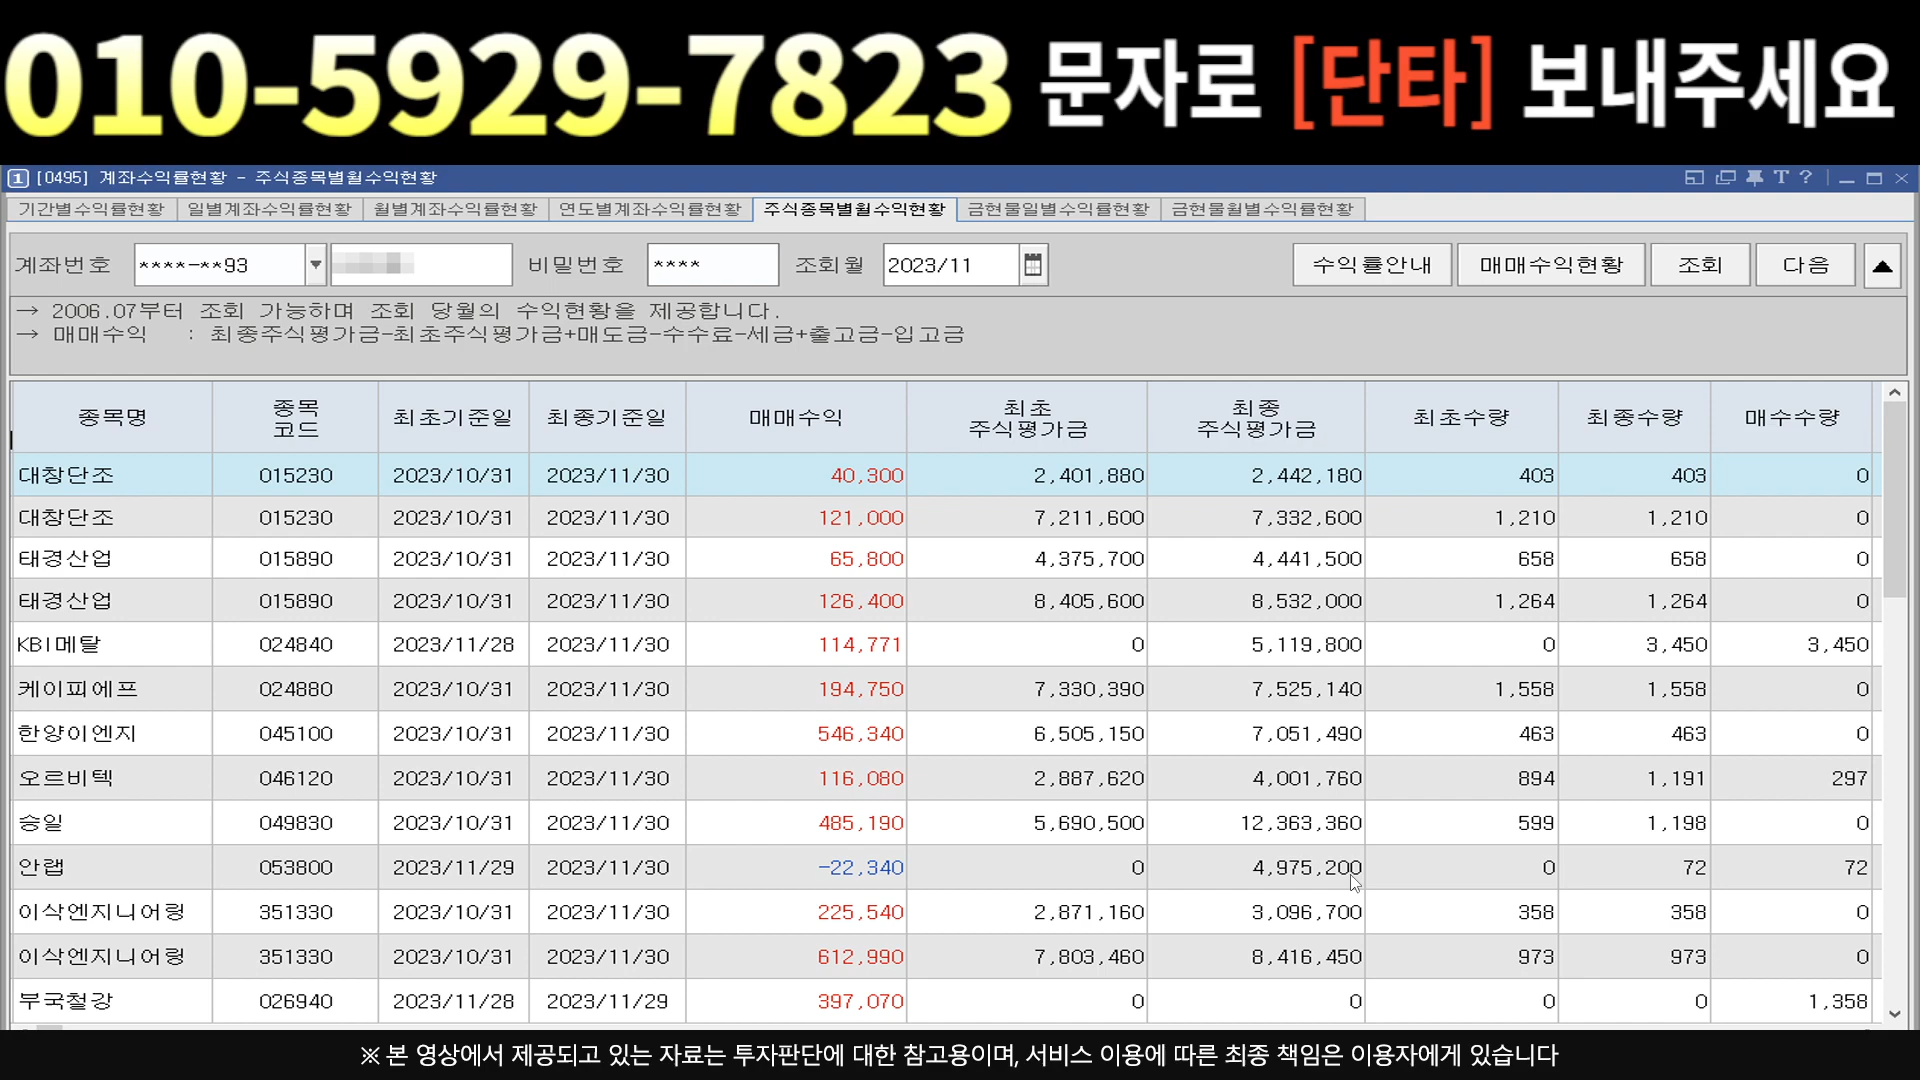 010-5929-7823 문자로 [단타] 보내주세요
1 [0495] 계좌수익률현황 - 주식종목별월수익현황
기간별수익률현황 일별계좌수익률현황 월별계좌수익률현황 연도별계좌수익률현황 주식종목별월수익현황 금현물일별수익률현황 금현물월별수익률현황
계좌번호 ****-**93 비밀번호 **** 조회월 2023/11 수익률안내 매매수익현황 조회 다음 ▲
→ 2006.07부터 조회 가능하며 조회 당월의 수익현황을 제공합니다.
→ 매매수익 : 최종주식평가금-최초주식평가금+매도금-수수료-세금+출고금-입고금
종목명 종목코드 최초기준일 최종기준일 매매수익 최초주식평가금 최종주식평가금 최초수량 최종수량 매수수량
대창단조 015230 2023/10/31 2023/11/30 40,300 2,401,880 2,442,180 403 403 0
대창단조 015230 2023/10/31 2023/11/30 121,000 7,211,600 7,332,600 1,210 1,210 0
태경산업 015890 2023/10/31 2023/11/30 65,800 4,375,700 4,441,500 658 658 0
태경산업 015890 2023/10/31 2023/11/30 126,400 8,405,600 8,532,000 1,264 1,264 0
KBI메탈 024840 2023/11/28 2023/11/30 114,771 0 5,119,800 0 3,450 3,450
케이피에프 024880 2023/10/31 2023/11/30 194,750 7,330,390 7,525,140 1,558 1,558 0
한양이엔지 045100 2023/10/31 2023/11/30 546,340 6,505,150 7,051,490 463 463 0
오르비텍 046120 2023/10/31 2023/11/30 116,080 2,887,620 4,001,760 894 1,191 297
승일 049830 2023/10/31 2023/11/30 485,190 5,690,500 12,363,360 599 1,198 0
안랩 053800 2023/11/29 2023/11/30 -22,340 0 4,975,200 0 72 72
이삭엔지니어링 351330 2023/10/31 2023/11/30 225,540 2,871,160 3,096,700 358 358 0
이삭엔지니어링 351330 2023/10/31 2023/11/30 612,990 7,803,460 8,416,450 973 973 0
부국철강 026940 2023/11/28 2023/11/29 397,070 0 0 0 0 1,358
※ 본 영상에서 제공되고 있는 자료는 투자판단에 대한 참고용이며, 서비스 이용에 따른 최종 책임은 이용자에게 있습니다